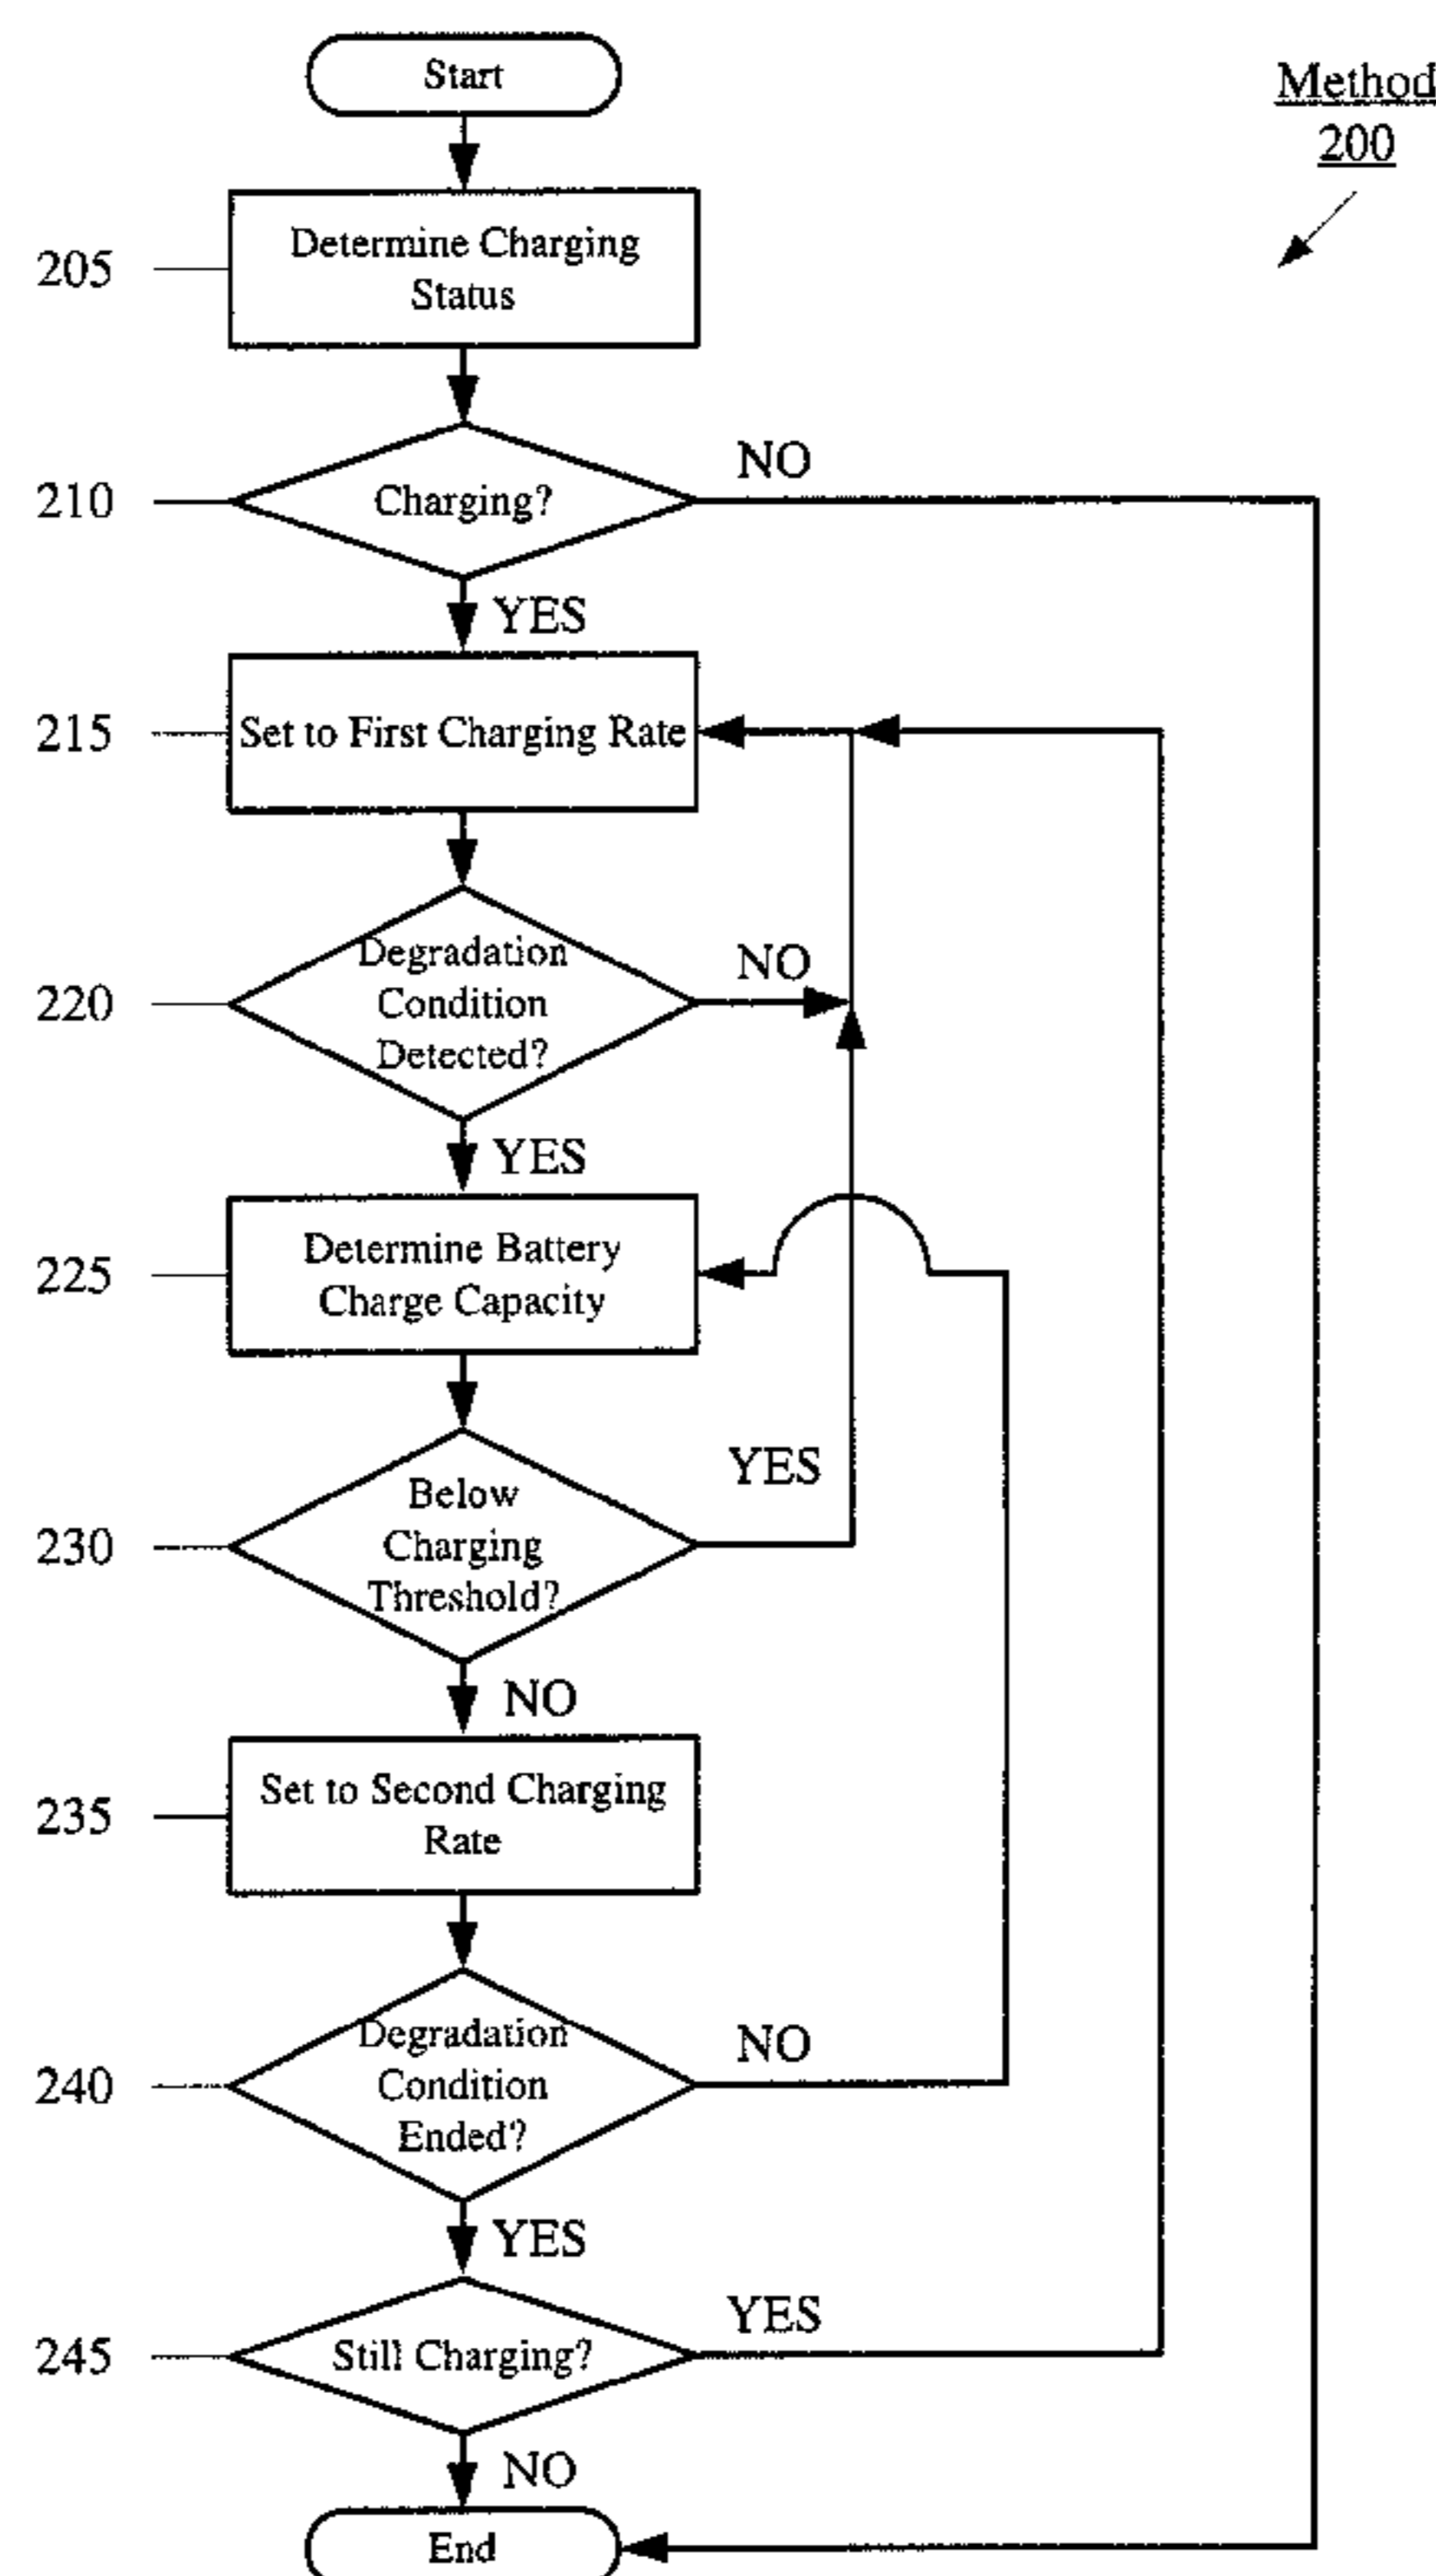 Start
Method
200
205
Determine Charging
Status
210
Charging?
NO
YES
215
Set to First Charging Rate
220
Degradation
Condition
Detected?
NO
YES
225
Determine Battery
Charge Capacity
230
Below
Charging
Threshold?
YES
NO
235
Set to Second Charging
Rate
240
Degradation
Condition
Ended?
NO
YES
245
Still Charging?
YES
NO
End